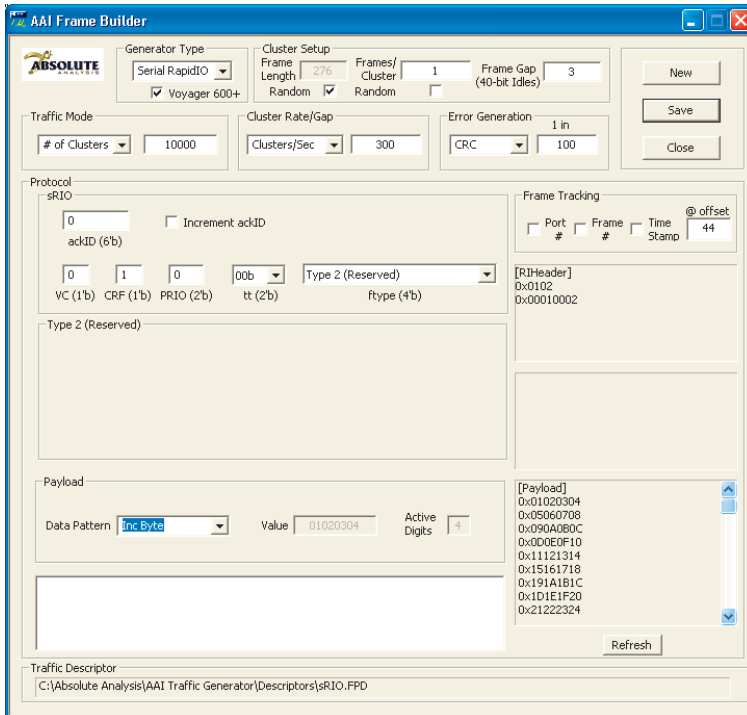 AAI Frame Builder
ABSOLUTE
ANALYSIS
Generator Type
Serial RapidIO
Voyager 600+
Cluster Setup
Frame Length 276
Frames/ Cluster 1
Frame Gap (40-bit Idles) 3
Random
Random
New
Save
Close
Traffic Mode
# of Clusters 10000
Cluster Rate/Gap
Clusters/Sec 300
Error Generation
1 in
CRC 100
Protocol
sRIO
0
ackID (6'b)
Increment ackID
0 1 0 00b Type 2 (Reserved)
VC (1'b) CRF (1'b) PRIO (2'b) tt (2'b) ftype (4'b)
Frame Tracking
@ offset
Port # Frame # Time Stamp 44
[RIHeader]
0x0102
0x00010002
Type 2 (Reserved)
Payload
Data Pattern Inc Byte Value 01020304 Active Digits 4
[Payload]
0x01020304
0x05060708
0x090A0B0C
0x0D0E0F10
0x11121314
0x15161718
0x191A1B1C
0x1D1E1F20
0x21222324
Refresh
Traffic Descriptor
C:\Absolute Analysis\AAI Traffic Generator\Descriptors\sRIO.FPD